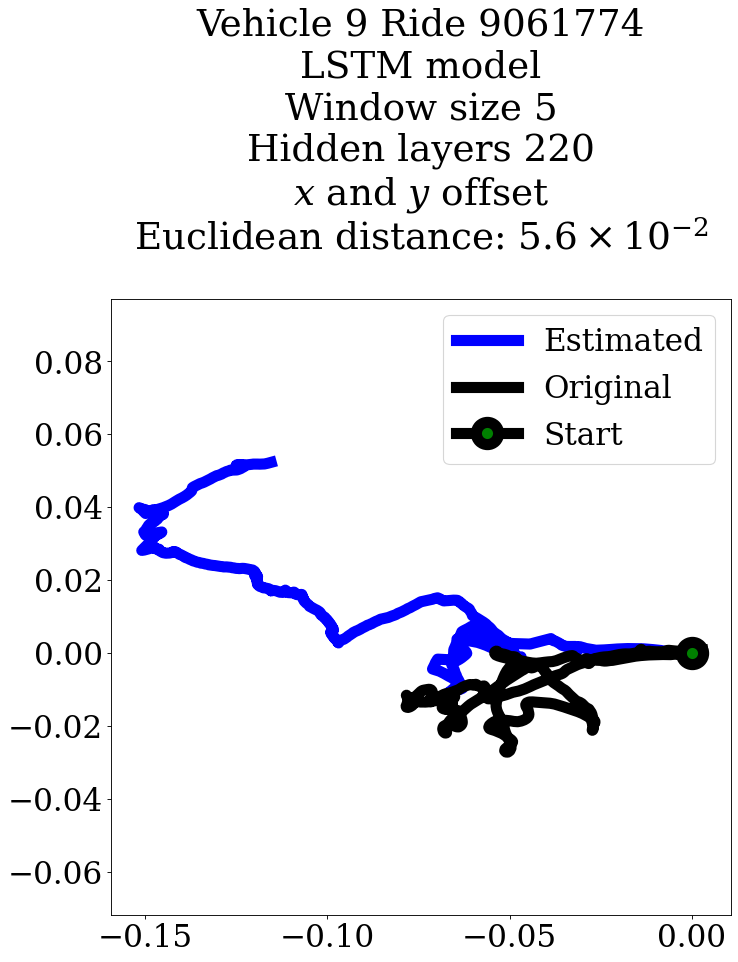 Vehicle 9 Ride 9061774
LSTM model
Window size 5
Hidden layers 220
x and y offset
Euclidean distance: 5.6 × 10⁻²
Estimated
Original
Start
0.08
0.06
0.04
0.02
0.00
−0.02
−0.04
−0.06
−0.15 −0.10 −0.05 0.00